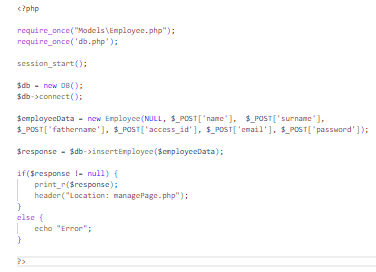 <?php
require_once("Models\Employee.php");
require_once('db.php');
session_start();
$db = new DB();
$db->connect();
$employeeData = new Employee(NULL, $_POST['name'],  $_POST['surname'],
$_POST['fathername'], $_POST['access_id'], $_POST['email'], $_POST['password']);
$response = $db->insertEmployee($employeeData);
if($response != null) {
    print_r($response);
    header("Location: managePage.php");
}
else {
    echo "Error";
}
?>